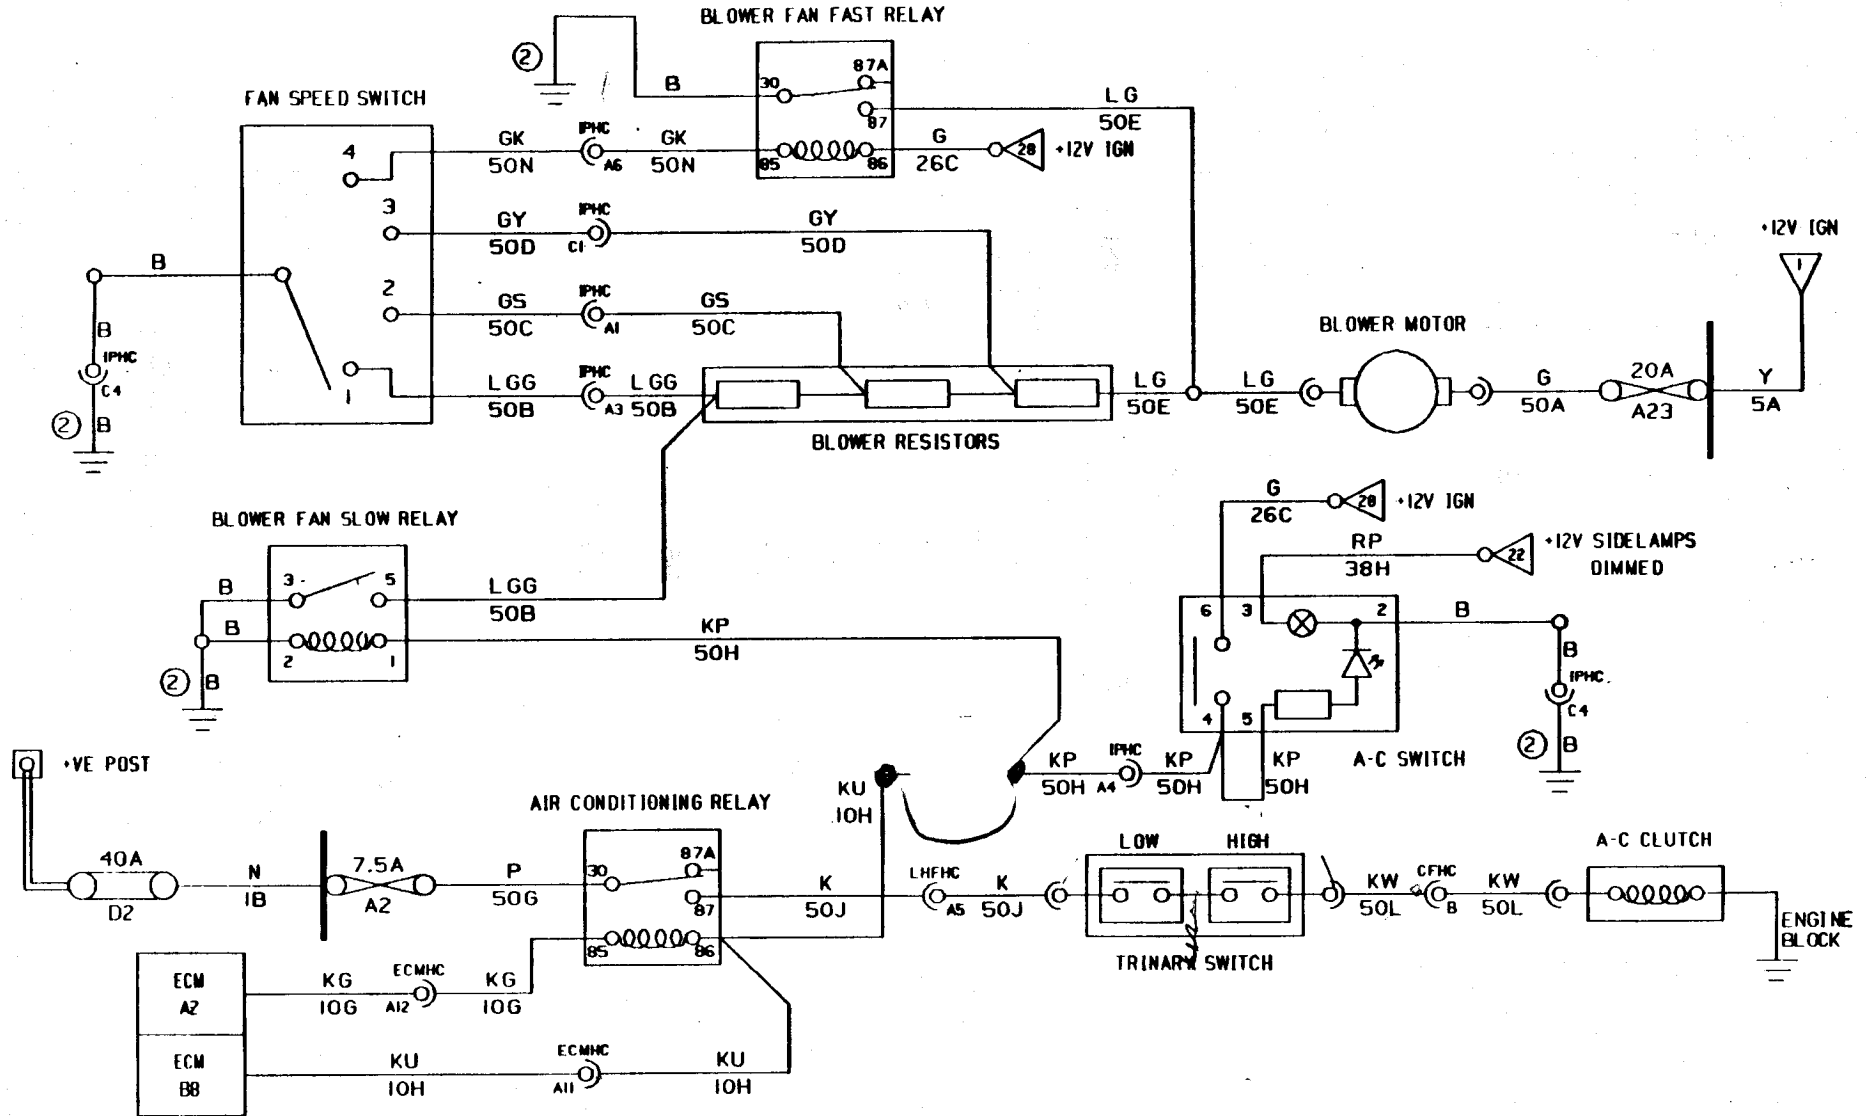 BLOWER FAN FAST RELAY
2
B
30
87A
87
85
86
LG
50E
FAN SPEED SWITCH
4
GK
50N
IPHC
A6
GK
50N
G
26C
28
+12V IGN
3
GY
50D
IPHC
C1
GY
50D
+12V IGN
1
B
2
GS
50C
IPHC
A1
GS
50C
B
IPHC
C4
2
B
1
LGG
50B
IPHC
A3
LGG
50B
BLOWER RESISTORS
LG
50E
LG
50E
BLOWER MOTOR
G
50A
20A
A23
Y
5A
BLOWER FAN SLOW RELAY
B
3
5
LGG
50B
B
2
1
KP
50H
2
B
G
26C
28
+12V IGN
RP
38H
22
+12V SIDELAMPS
DIMMED
6
3
2
B
4
5
B
IPHC
C4
2
B
A-C SWITCH
+VE POST
KU
10H
KP
50H
IPHC
A4
KP
50H
KP
50H
AIR CONDITIONING RELAY
40A
D2
N
1B
7.5A
A2
P
50G
30
87A
87
85
86
K
50J
LHFHC
A5
K
50J
LOW
HIGH
TRINARY SWITCH
KW
50L
CFHC
B
KW
50L
A-C CLUTCH
ENGINE
BLOCK
ECM
A2
KG
10G
ECMHC
A12
KG
10G
ECM
B8
KU
10H
ECMHC
A11
KU
10H